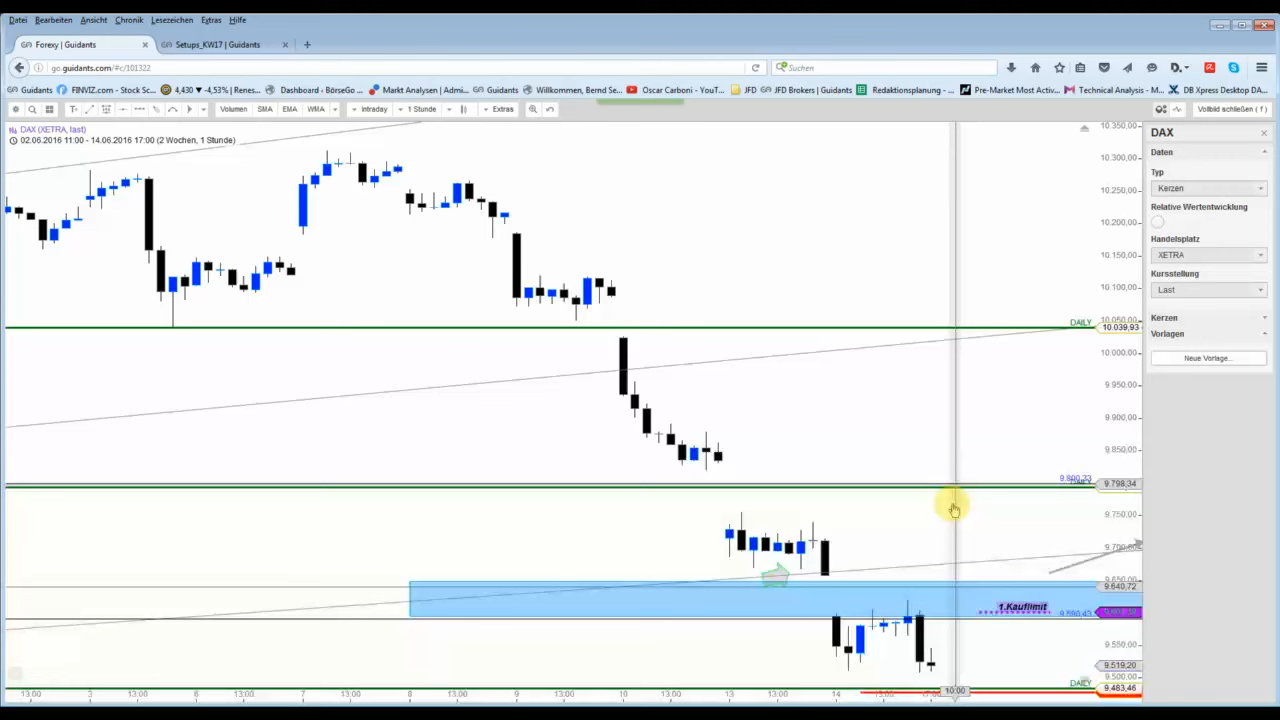 Datei Bearbeiten Ansicht Chronik Lesezeichen Extras Hilfe
Forexy | Guidants Setups_KW17 | Guidants
go.guidants.com/#c/101322 Suchen
Guidants FINVIZ.com - Stock Sc... 4,430 ▼ -4,53% | Renes... Dashboard - BörseGo ... Markt Analysen | Admi... Guidants Willkommen, Bernd Se... Oscar Carboni - YouT... JFD JFD Brokers | Guidants Redaktionsplanung - ... Pre-Market Most Activ... Technical Analysis - M... DB Xpress Desktop DA...
Volumen SMA EMA WMA Intraday 1 Stunde Extras Vollbild schließen ( f )
DAX (XETRA, last)
02.06.2016 11:00 - 14.06.2016 17:00 (2 Wochen, 1 Stunde)
10.350,00
10.300,00
10.250,00
10.200,00
10.150,00
10.100,00
10.050,00
DAILY 10.039,93
10.000,00
9.950,00
9.900,00
9.850,00
9.798,34
9.750,00
9.700,00
9.650,00
9.640,72
1.Kauflimit
9.550,00
9.519,20
9.500,00
DAILY 9.483,46
13:00 3 13:00 6 13:00 7 13:00 8 13:00 9 13:00 10 13:00 13 13:00 14 10:00
DAX
Daten
Typ
Kerzen
Relative Wertentwicklung
Handelsplatz
XETRA
Kursstellung
Last
Kerzen
Vorlagen
Neue Vorlage...